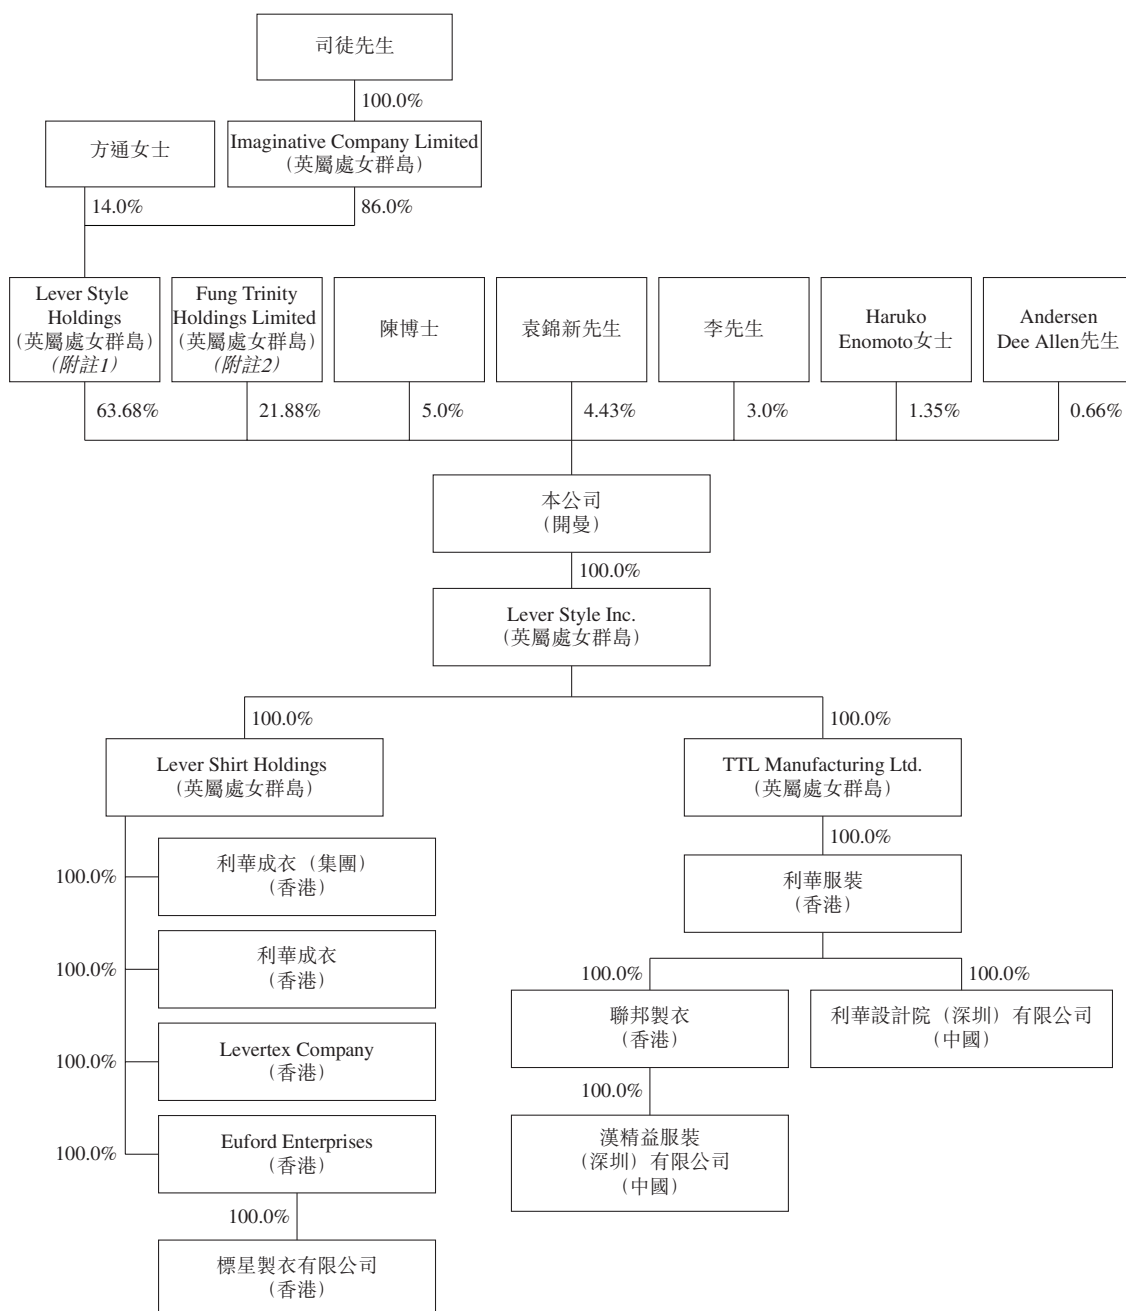 司徒先生
100.0%
方通女士
Imaginative Company Limited
（英屬處女群島）
14.0%
86.0%
Lever Style
Holdings
（英屬處女群島）
（附註1）
Fung Trinity
Holdings Limited
（英屬處女群島）
（附註2）
陳博士
袁錦新先生
李先生
Haruko
Enomoto女士
Andersen
Dee Allen先生
63.68%
21.88%
5.0%
4.43%
3.0%
1.35%
0.66%
本公司
（開曼）
100.0%
Lever Style Inc.
（英屬處女群島）
100.0%
100.0%
Lever Shirt Holdings
（英屬處女群島）
TTL Manufacturing Ltd.
（英屬處女群島）
100.0%
100.0%
利華成衣（集團）
（香港）
利華服裝
（香港）
100.0%
利華成衣
（香港）
100.0%
100.0%
聯邦製衣
（香港）
利華設計院（深圳）有限公司
（中國）
100.0%
Levertex Company
（香港）
100.0%
漢精益服裝
（深圳）有限公司
（中國）
100.0%
Euford Enterprises
（香港）
100.0%
標星製衣有限公司
（香港）